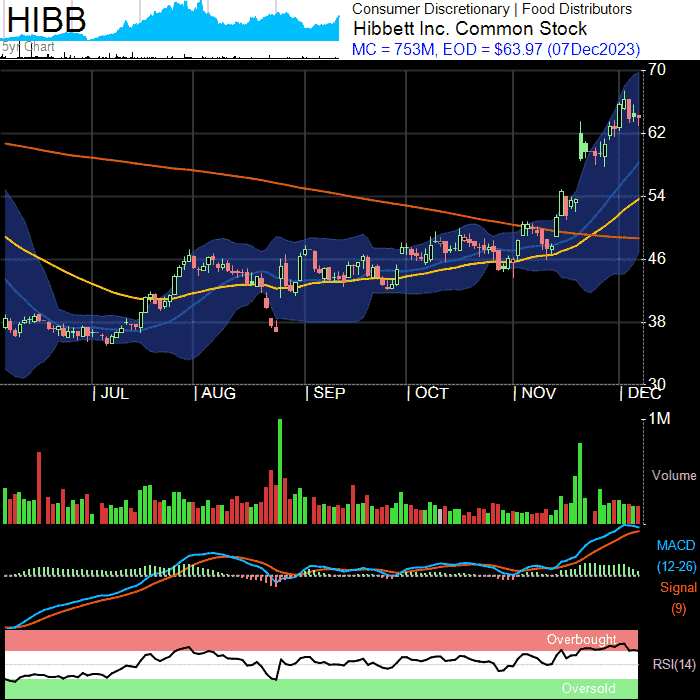 HIBB
5yr Chart
Consumer Discretionary | Food Distributors
Hibbett Inc. Common Stock
MC = 753M, EOD = $63.97 (07Dec2023)
70
62
54
46
38
30
| JUL | AUG | SEP | OCT | NOV | DEC
1M
Volume
MACD
(12-26)
Signal
(9)
Overbought
RSI(14)
Oversold